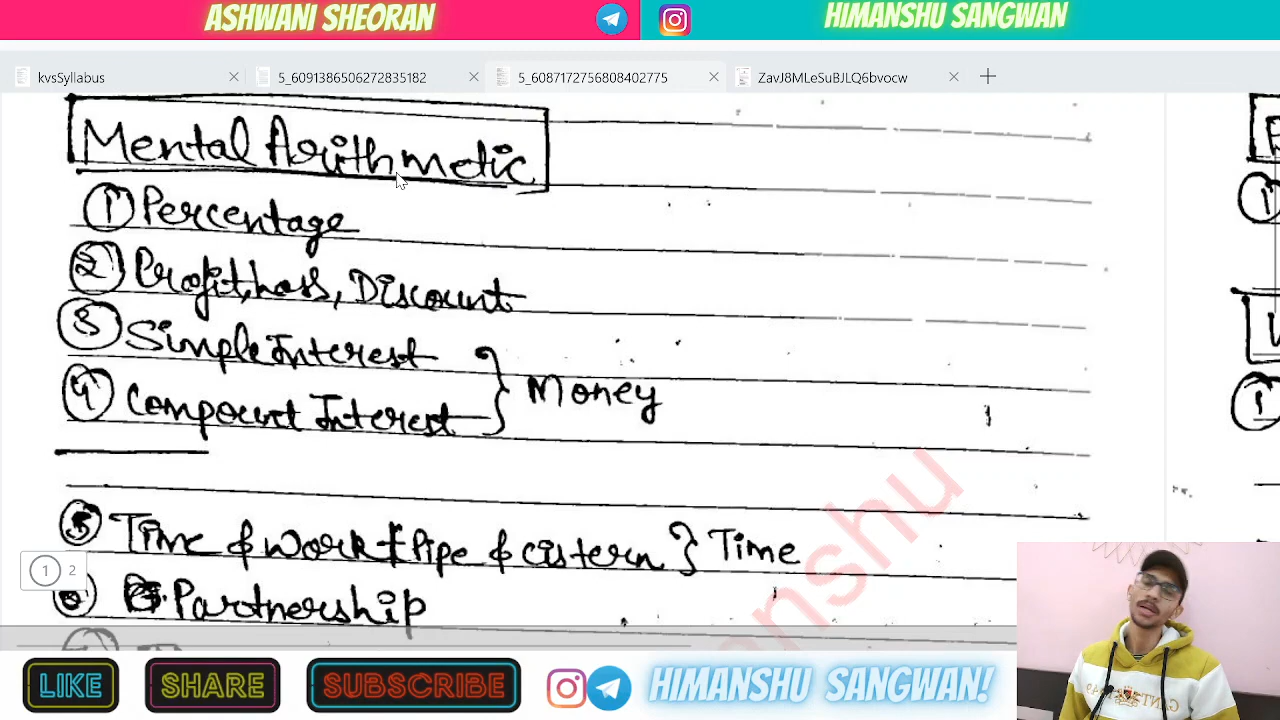 ASHWANI SHEORAN
HIMANSHU SANGWAN
kvsSyllabus
5_6091386506272835182
5_6087172756808402775
ZavJ8MLeSuBJLQ6bvocw
Mental Arithmetic
① Percentage
② Profit, Loss, Discount
③ Simple Interest
④ Compound Interest
} Money
⑤ Time & Work + Pipe & cistern } Time
Partnership
1 2
LIKE
SHARE
SUBSCRIBE
HIMANSHU SANGWAN!